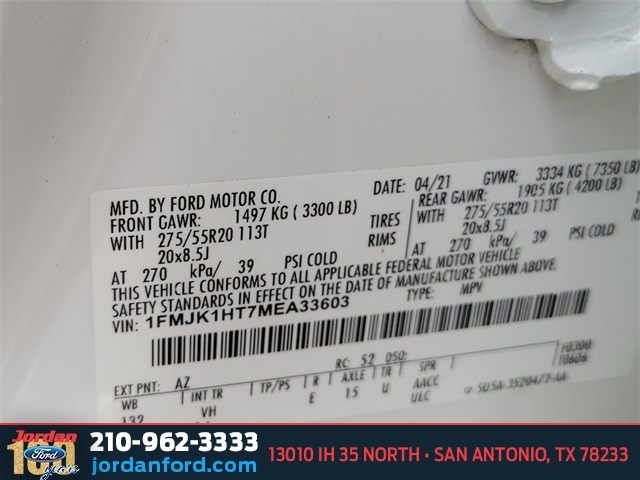 MFD. BY FORD MOTOR CO.
DATE: 04/21 GVWR: 3334 KG ( 7350 LB)
FRONT GAWR: 1497 KG ( 3300 LB)
REAR GAWR: 1905 KG ( 4200 LB)
WITH 275/55R20 113T TIRES 275/55R20 113T
20x8.5J RIMS 20x8.5J
AT 270 kPa/ 39 PSI COLD AT 270 kPa/ 39 PSI COLD
THIS VEHICLE CONFORMS TO ALL APPLICABLE FEDERAL MOTOR VEHICLE
SAFETY STANDARDS IN EFFECT ON THE DATE OF MANUFACTURE SHOWN ABOVE.
VIN: 1FMJK1HT7MEA33603 TYPE: MPV
EXT PNT: AZ RC: 52 DSO:
WB INT TR TP/PS R AXLE TR SPR
VH E 15 U AACC
ULC
Jordan
Ford
100
years
210-962-3333
jordanford.com
13010 IH 35 NORTH • SAN ANTONIO, TX 78233